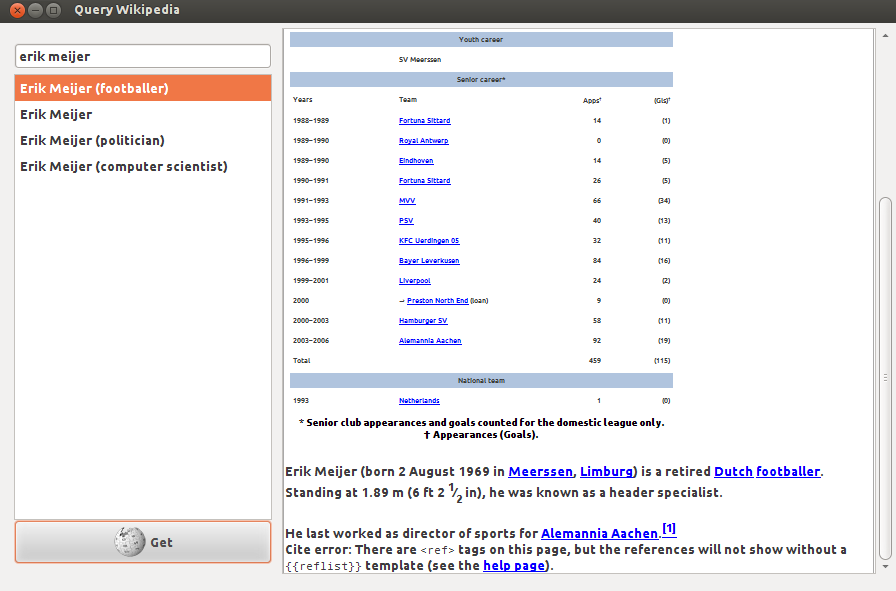 Query Wikipedia
erik meijer
Erik Meijer (footballer)
Erik Meijer
Erik Meijer (politician)
Erik Meijer (computer scientist)
Get
Youth career
SV Meerssen
Senior career*
Years Team Apps† (Gls)†
1988–1989 Fortuna Sittard 14 (1)
1989–1990 Royal Antwerp 0 (0)
1989–1990 Eindhoven 14 (5)
1990–1991 Fortuna Sittard 26 (5)
1991–1993 MVV 66 (34)
1993–1995 PSV 40 (13)
1995–1996 KFC Uerdingen 05 32 (11)
1996–1999 Bayer Leverkusen 84 (16)
1999–2001 Liverpool 24 (2)
2000 → Preston North End (loan) 9 (0)
2000–2003 Hamburger SV 58 (11)
2003–2006 Alemannia Aachen 92 (19)
Total 459 (115)
National team
1993 Netherlands 1 (0)
* Senior club appearances and goals counted for the domestic league only.
† Appearances (Goals).
Erik Meijer (born 2 August 1969 in Meerssen, Limburg) is a retired Dutch footballer.
Standing at 1.89 m (6 ft 2 1⁄2 in), he was known as a header specialist.
He last worked as director of sports for Alemannia Aachen.[1]
Cite error: There are <ref> tags on this page, but the references will not show without a
{{reflist}} template (see the help page).